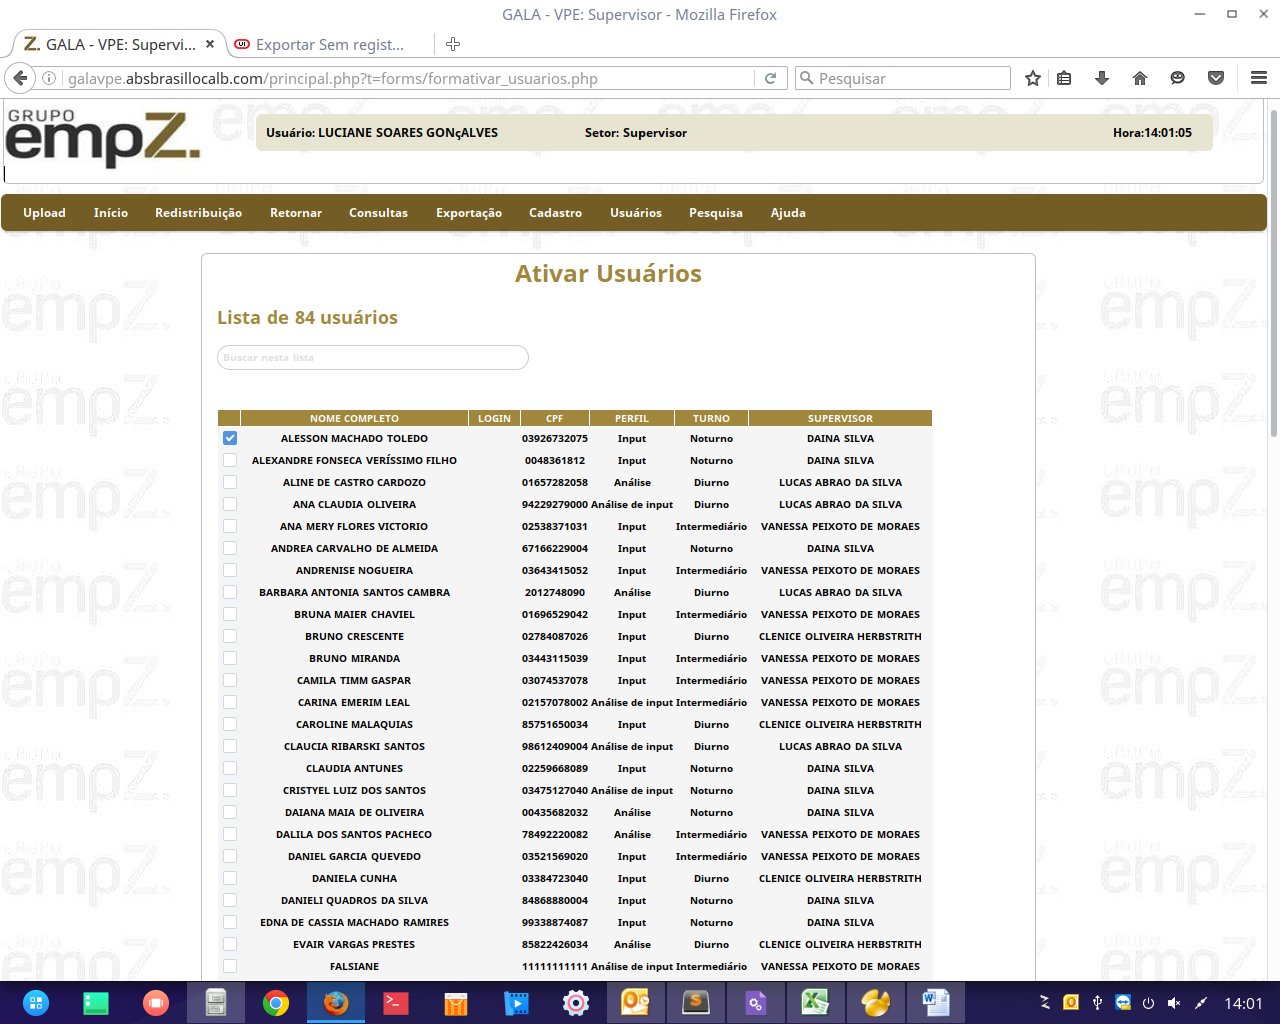 GALA - VPE: Supervisor - Mozilla Firefox
GALA - VPE: Supervi...
Exportar Sem regist...
galavpe.absbrasillocalb.com/principal.php?t=forms/formativar_usuarios.php
Pesquisar
GRUPO
empZ.
Usuário: LUCIANE SOARES GONçALVES Setor: Supervisor Hora:14:01:05
Upload Início Redistribuição Retornar Consultas Exportação Cadastro Usuários Pesquisa Ajuda
Ativar Usuários
Lista de 84 usuários
Buscar nesta lista
NOME COMPLETO LOGIN CPF PERFIL TURNO SUPERVISOR
ALESSON MACHADO TOLEDO 03926732075 Input Noturno DAINA SILVA
ALEXANDRE FONSECA VERÍSSIMO FILHO 0048361812 Input Noturno DAINA SILVA
ALINE DE CASTRO CARDOZO 01657282058 Análise Diurno LUCAS ABRAO DA SILVA
ANA CLAUDIA OLIVEIRA 94229279000 Análise de input Diurno LUCAS ABRAO DA SILVA
ANA MERY FLORES VICTORIO 02538371031 Input Intermediário VANESSA PEIXOTO DE MORAES
ANDREA CARVALHO DE ALMEIDA 67166229004 Input Noturno DAINA SILVA
ANDRENISE NOGUEIRA 03643415052 Input Intermediário VANESSA PEIXOTO DE MORAES
BARBARA ANTONIA SANTOS CAMBRA 2012748090 Análise Diurno LUCAS ABRAO DA SILVA
BRUNA MAIER CHAVIEL 01696529042 Input Intermediário VANESSA PEIXOTO DE MORAES
BRUNO CRESCENTE 02784087026 Input Diurno CLENICE OLIVEIRA HERBSTRITH
BRUNO MIRANDA 03443115039 Input Intermediário VANESSA PEIXOTO DE MORAES
CAMILA TIMM GASPAR 03074537078 Input Intermediário VANESSA PEIXOTO DE MORAES
CARINA EMERIM LEAL 02157078002 Análise de input Intermediário VANESSA PEIXOTO DE MORAES
CAROLINE MALAQUIAS 85751650034 Input Diurno CLENICE OLIVEIRA HERBSTRITH
CLAUCIA RIBARSKI SANTOS 98612409004 Análise de input Diurno LUCAS ABRAO DA SILVA
CLAUDIA ANTUNES 02259668089 Input Noturno DAINA SILVA
CRISTYEL LUIZ DOS SANTOS 03475127040 Análise de input Noturno DAINA SILVA
DAIANA MAIA DE OLIVEIRA 00435682032 Análise Noturno DAINA SILVA
DALILA DOS SANTOS PACHECO 78492220082 Análise Intermediário VANESSA PEIXOTO DE MORAES
DANIEL GARCIA QUEVEDO 03521569020 Input Intermediário VANESSA PEIXOTO DE MORAES
DANIELA CUNHA 03384723040 Input Diurno CLENICE OLIVEIRA HERBSTRITH
DANIELI QUADROS DA SILVA 84868880004 Input Noturno DAINA SILVA
EDNA DE CASSIA MACHADO RAMIRES 99338874087 Input Noturno DAINA SILVA
EVAIR VARGAS PRESTES 85822426034 Análise Diurno CLENICE OLIVEIRA HERBSTRITH
FALSIANE 11111111111 Análise de input Intermediário VANESSA PEIXOTO DE MORAES
14:01